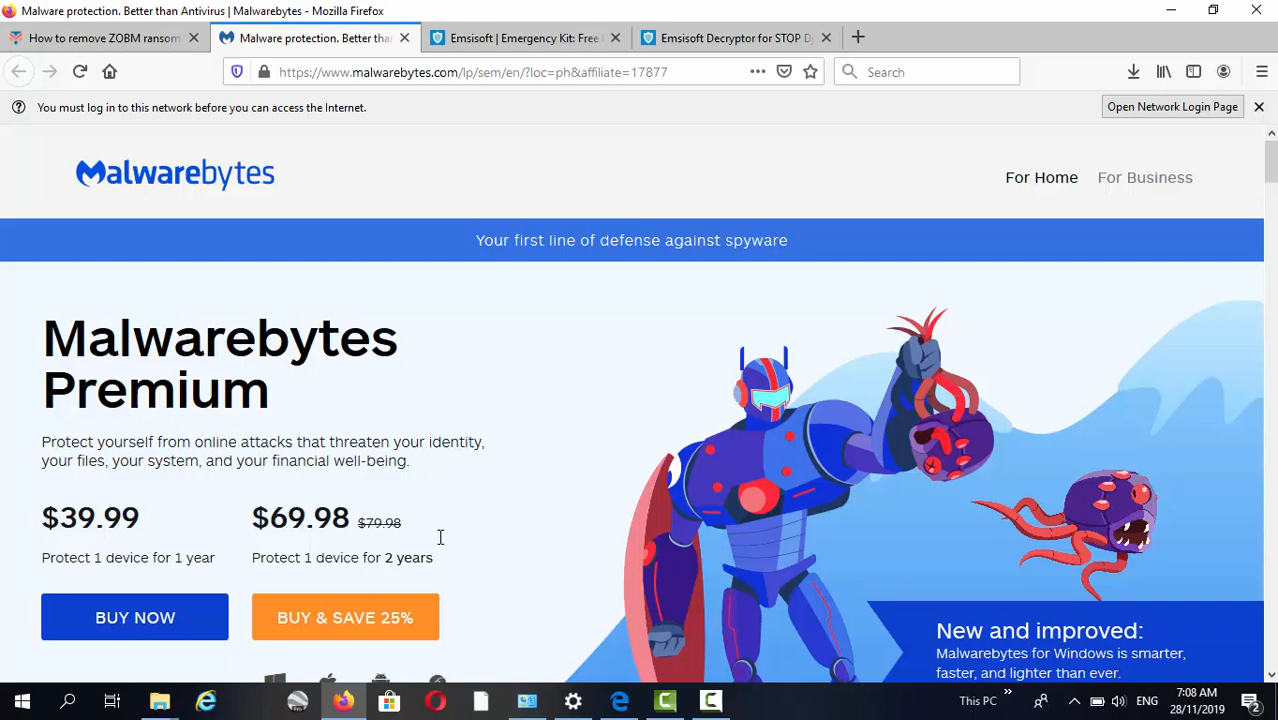 Malware protection. Better than Antivirus | Malwarebytes - Mozilla Firefox
How to remove ZOBM ransom
Malware protection. Better tha
Emsisoft | Emergency Kit: Free
Emsisoft Decryptor for STOP Dj
https://www.malwarebytes.com/lp/sem/en/?loc=ph&affiliate=17877
Search
You must log in to this network before you can access the Internet.
Open Network Login Page
Malwarebytes
For Home
For Business
Your first line of defense against spyware
Malwarebytes
Premium
Protect yourself from online attacks that threaten your identity,
your files, your system, and your financial well-being.
$39.99
$69.98 $79.98
Protect 1 device for 1 year
Protect 1 device for 2 years
BUY NOW
BUY & SAVE 25%
New and improved:
Malwarebytes for Windows is smarter,
faster, and lighter than ever.
This PC
ENG
7:08 AM
28/11/2019
2